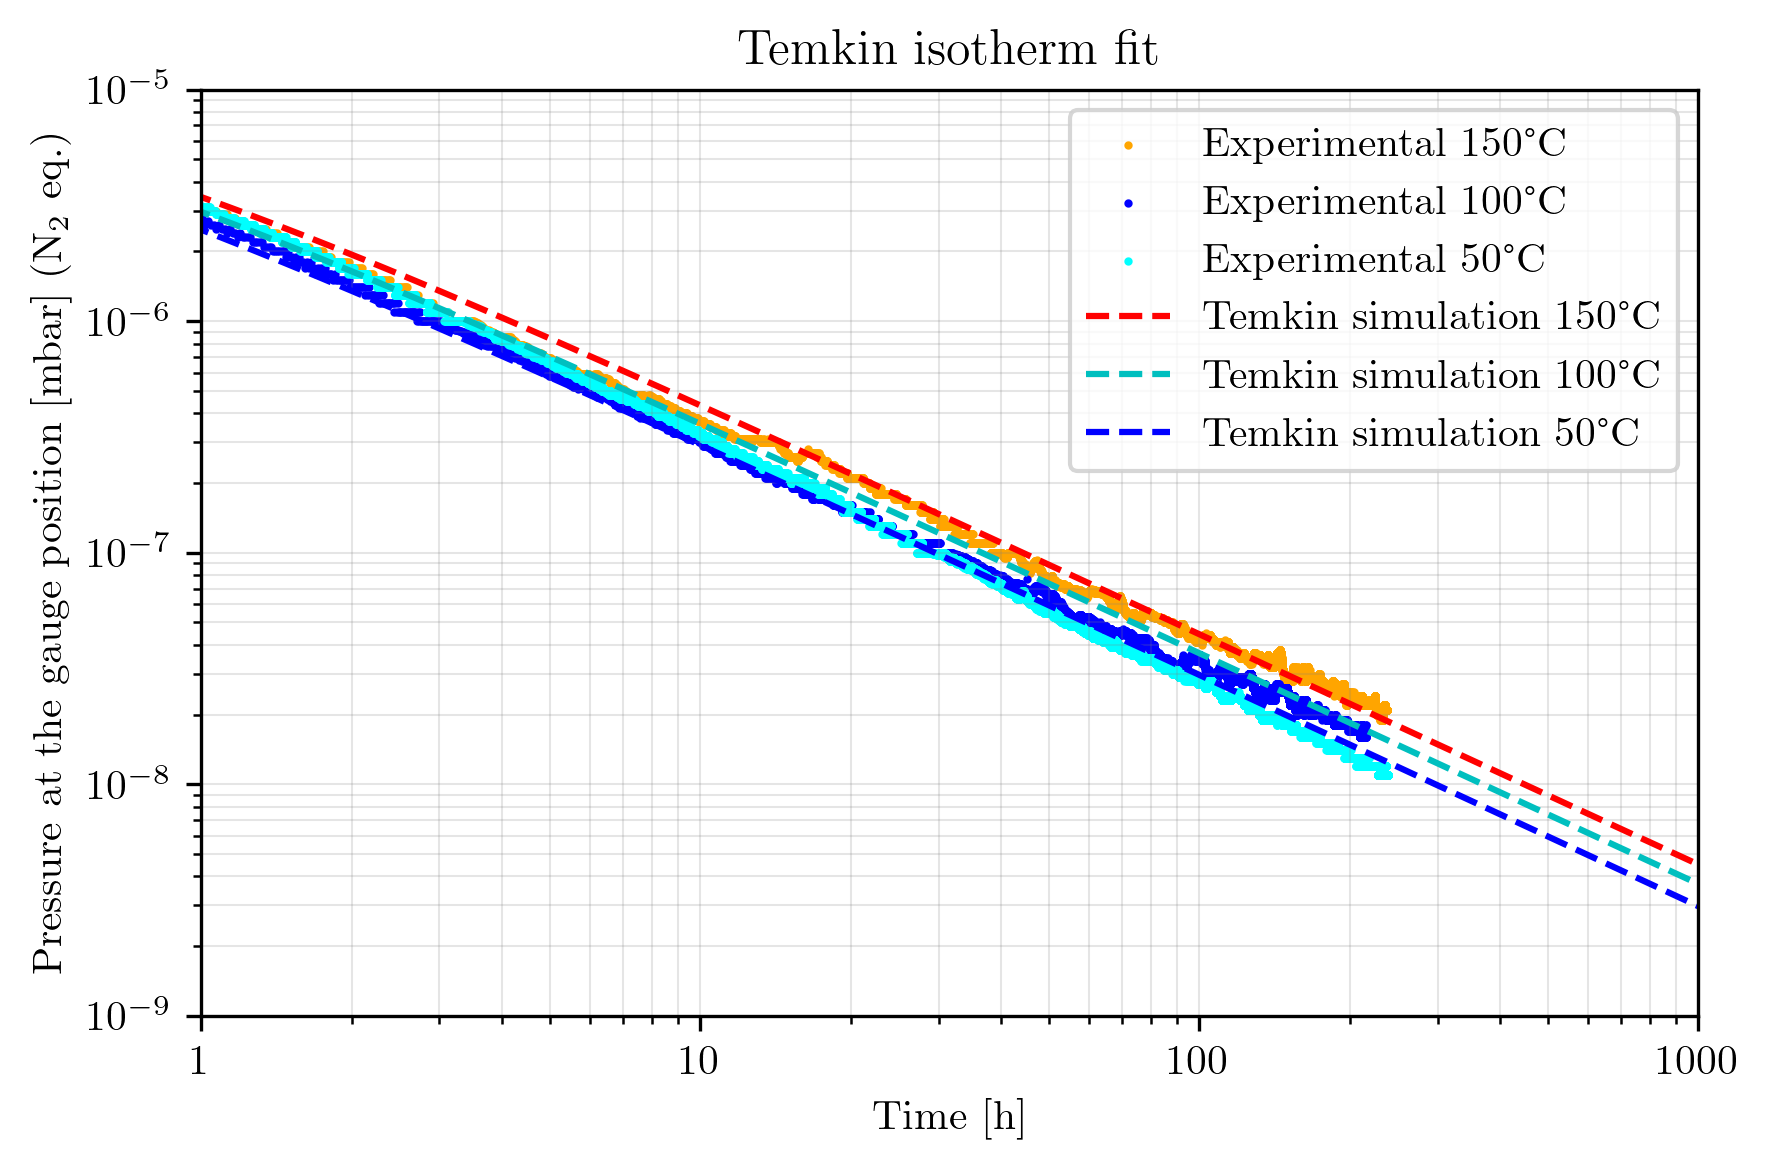 Temkin isotherm fit
Pressure at the gauge position [mbar] (N₂ eq.)
10⁻⁵
10⁻⁶
10⁻⁷
10⁻⁸
10⁻⁹
Experimental 150°C
Experimental 100°C
Experimental 50°C
Temkin simulation 150°C
Temkin simulation 100°C
Temkin simulation 50°C
1 10 100 1000
Time [h]